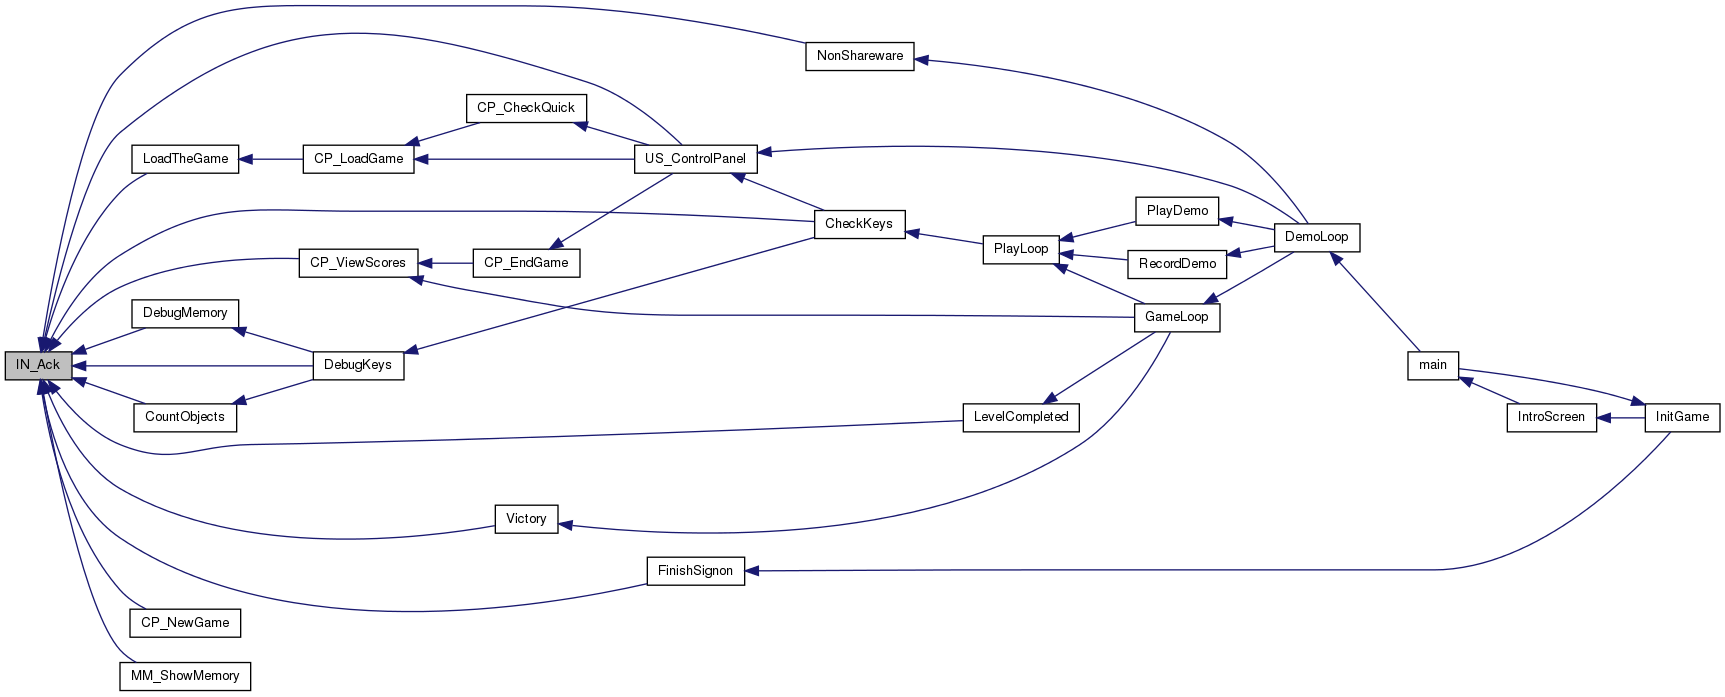 NonShareware
CP_CheckQuick
LoadTheGame
CP_LoadGame
US_ControlPanel
PlayDemo
CheckKeys
DemoLoop
PlayLoop
CP_ViewScores
CP_EndGame
RecordDemo
DebugMemory
GameLoop
IN_Ack
DebugKeys
main
CountObjects
LevelCompleted
IntroScreen
InitGame
Victory
FinishSignon
CP_NewGame
MM_ShowMemory